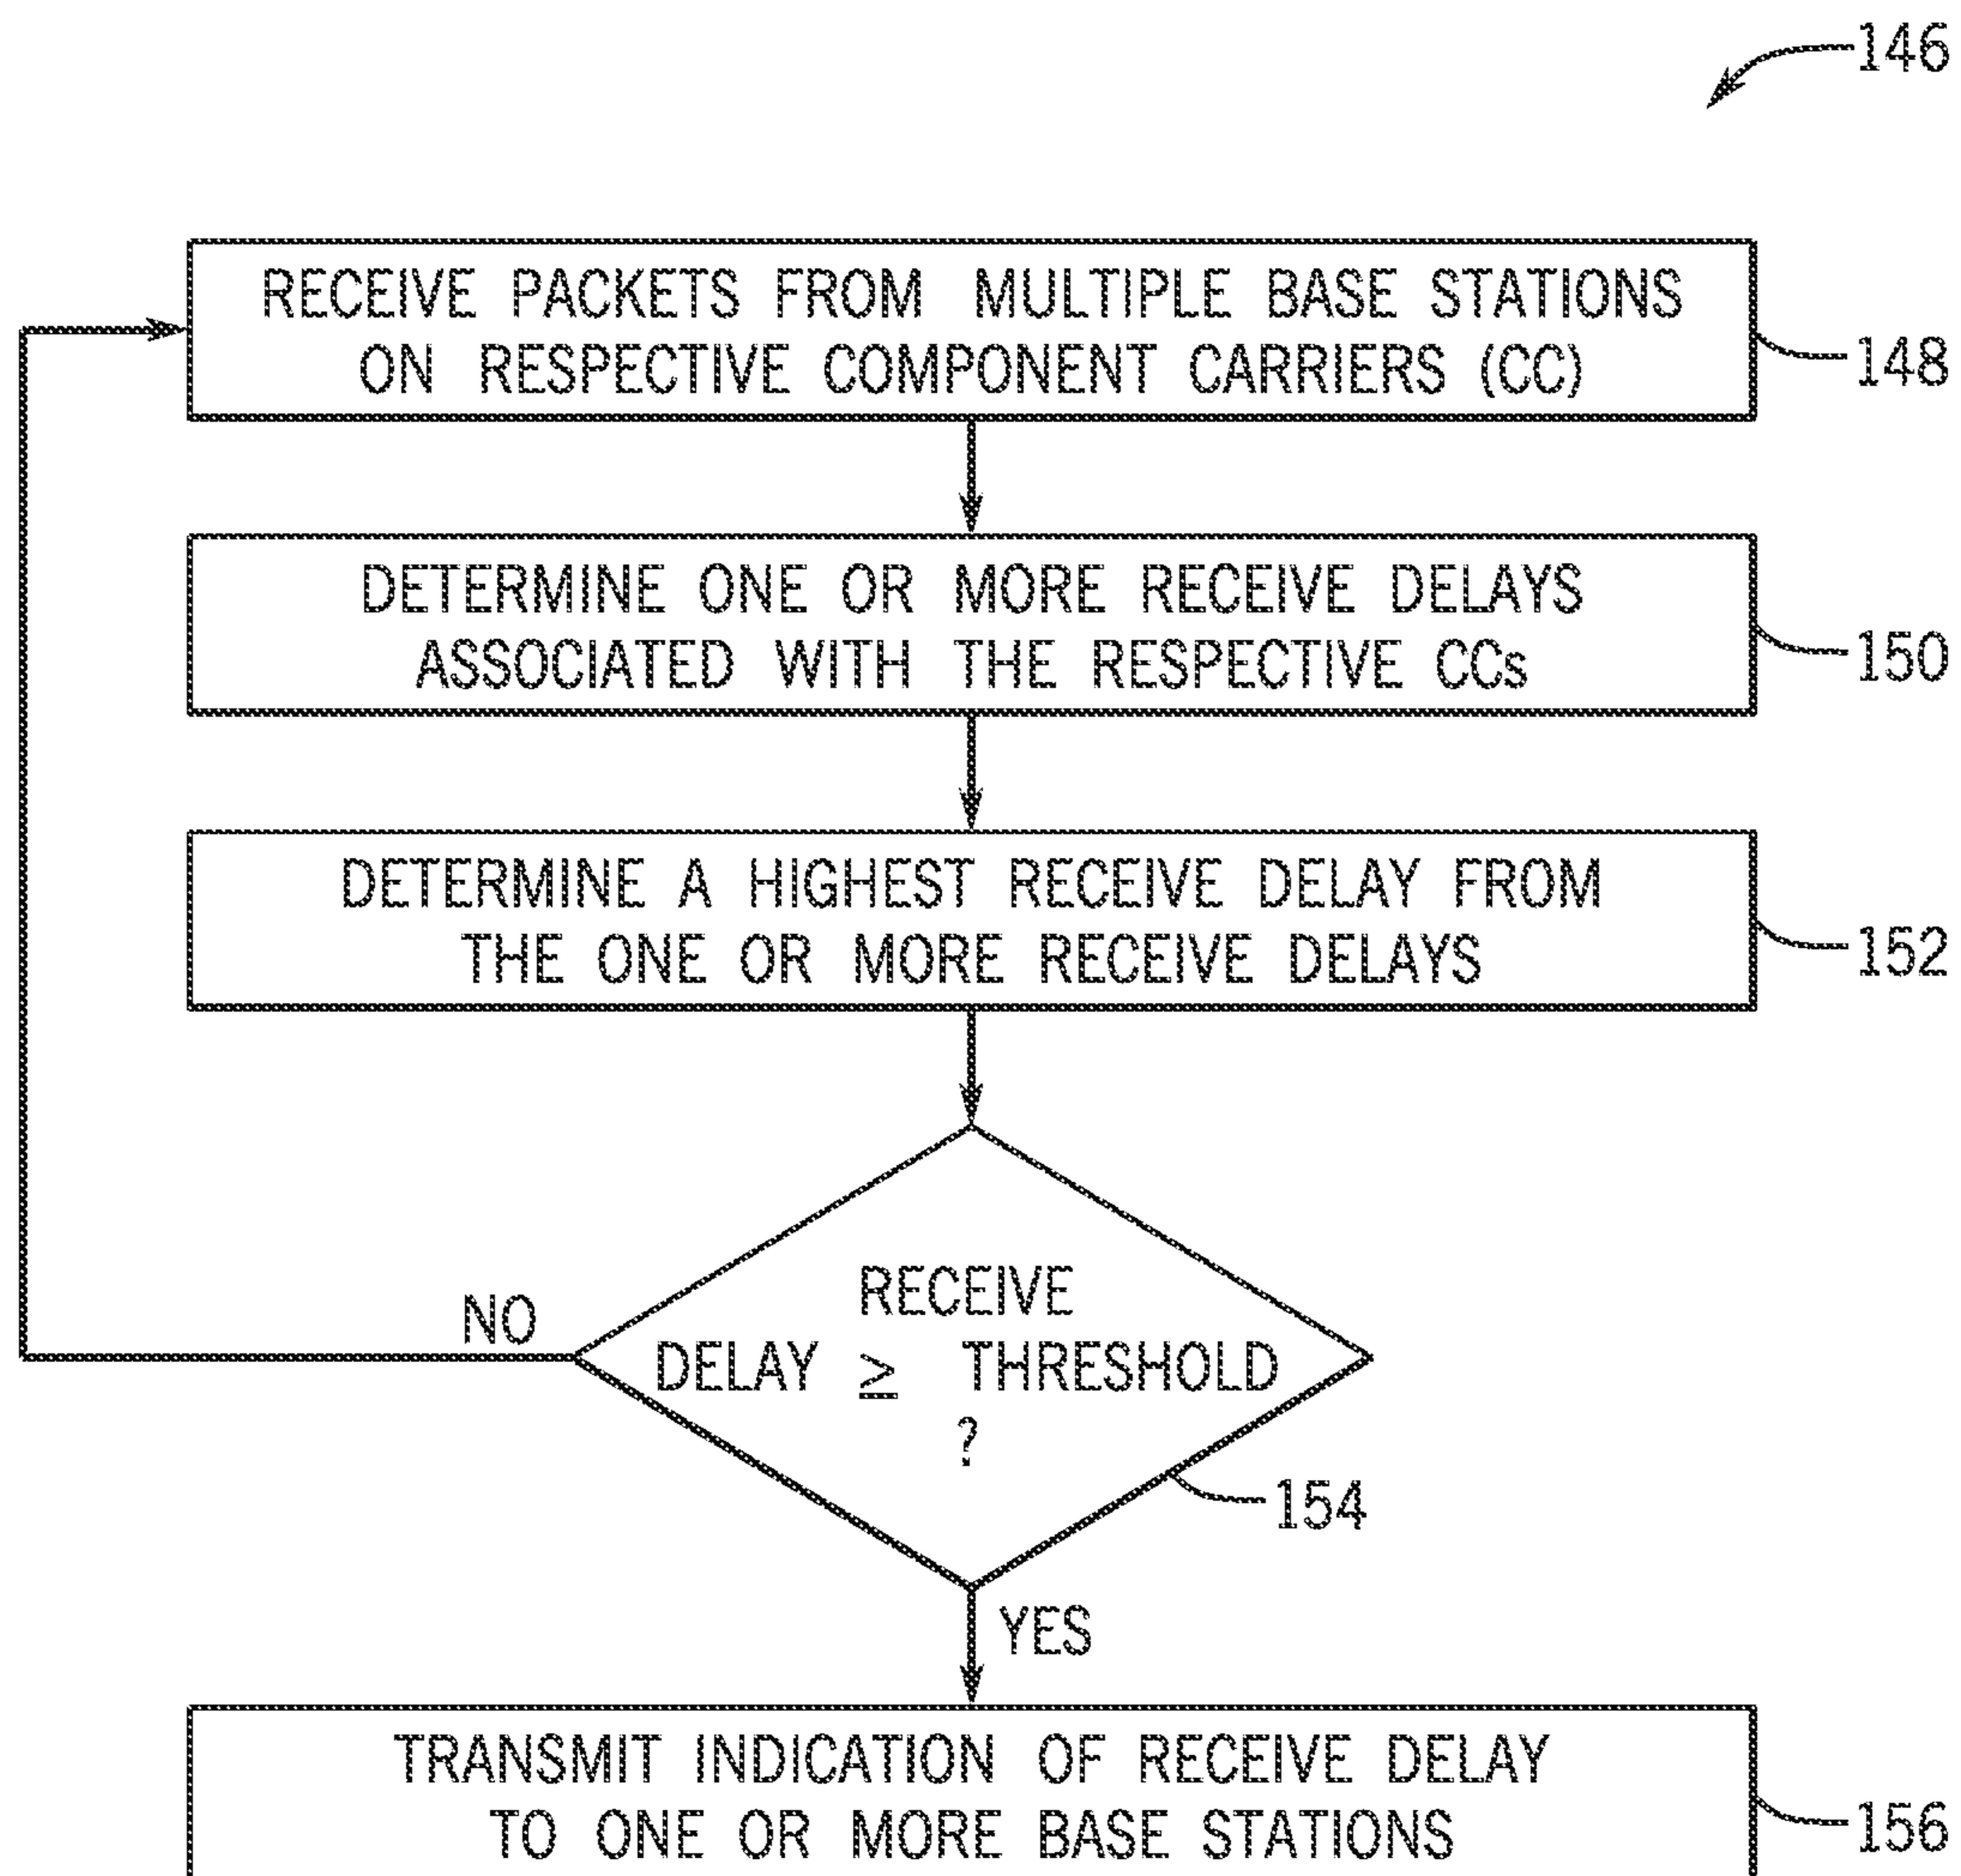 146
RECEIVE PACKETS FROM MULTIPLE BASE STATIONS
ON RESPECTIVE COMPONENT CARRIERS (CC)
148
DETERMINE ONE OR MORE RECEIVE DELAYS
ASSOCIATED WITH THE RESPECTIVE CCs
150
DETERMINE A HIGHEST RECEIVE DELAY FROM
THE ONE OR MORE RECEIVE DELAYS
152
RECEIVE
DELAY ≥ THRESHOLD
?
NO
154
YES
TRANSMIT INDICATION OF RECEIVE DELAY
TO ONE OR MORE BASE STATIONS
156